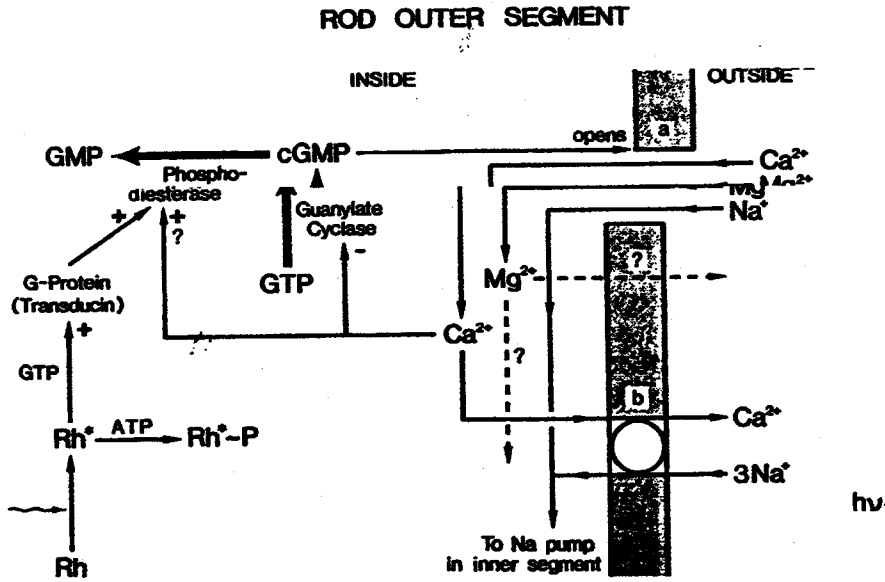 ROD OUTER SEGMENT
INSIDE
OUTSIDE
a
opens
GMP
cGMP
Ca²⁺
Phospho-
diesterase
Mg²⁺
Na⁺
+
+
?
Guanylate
Cyclase
-
?
G-Protein
(Transducin)
GTP
Mg²⁺
+
Ca²⁺
?
GTP
b
Ca²⁺
Rh*
ATP
Rh*~P
3Na⁺
hν
To Na pump
in inner segment
Rh